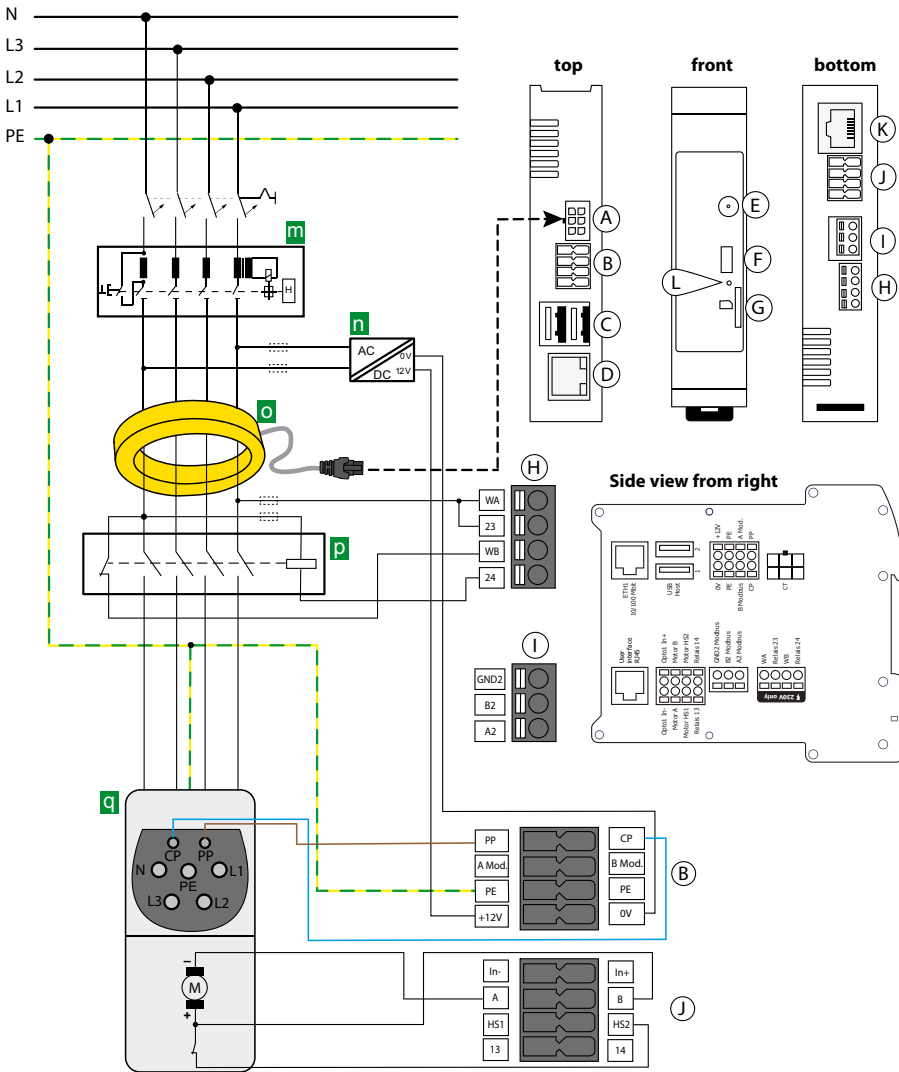 N
L3
L2
L1
PE
top
front
bottom
m
H
A
B
C
D
E
F
L
G
K
J
I
H
n
AC
DC
0V
12V
o
H
WA
23
WB
24
p
Side view from right
ETH1
10/100 Mbit
USB
Host
2
1
+12V
PE
A Mod.
PP
0V
PE
B Modbus
CP
CT
User
interface
RJ45
Opto1 In+
Motor B
Motor HS2
Relais 14
Opto1 In-
Motor A
Motor HS1
Relais 13
GND2 Modbus
B2 Modbus
A2 Modbus
WA
Relais 23
WB
Relais 24
230V only
I
GND2
B2
A2
q
CP
PP
N
L1
PE
L3
L2
PP
A Mod.
PE
+12V
CP
B Mod.
PE
0V
B
–
M
+
In-
A
HS1
13
In+
B
HS2
14
J